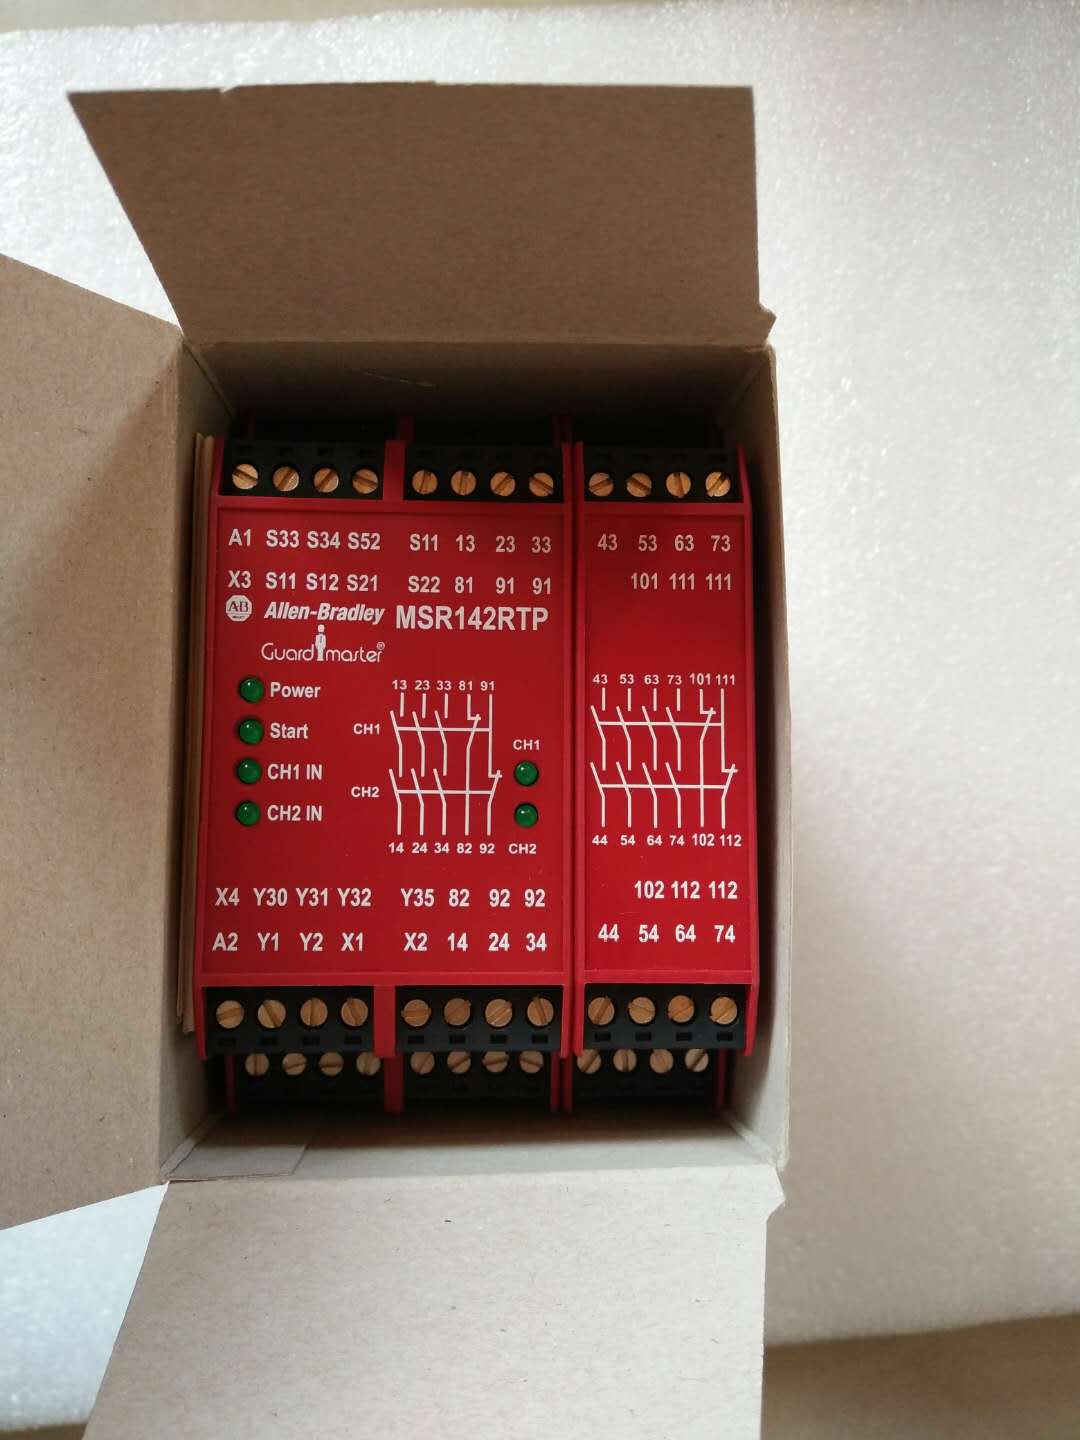 A1 S33 S34 S52 S11 13 23 33
X3 S11 S12 S21 S22 81 91 91
AB Allen-Bradley MSR142RTP
Guardmaster®
Power
Start
CH1 IN
CH2 IN
13 23 33 81 91
CH1
CH2
14 24 34 82 92
CH1
CH2
X4 Y30 Y31 Y32 Y35 82 92 92
A2 Y1 Y2 X1 X2 14 24 34
43 53 63 73
101 111 111
43 53 63 73 101 111
44 54 64 74 102 112
102 112 112
44 54 64 74